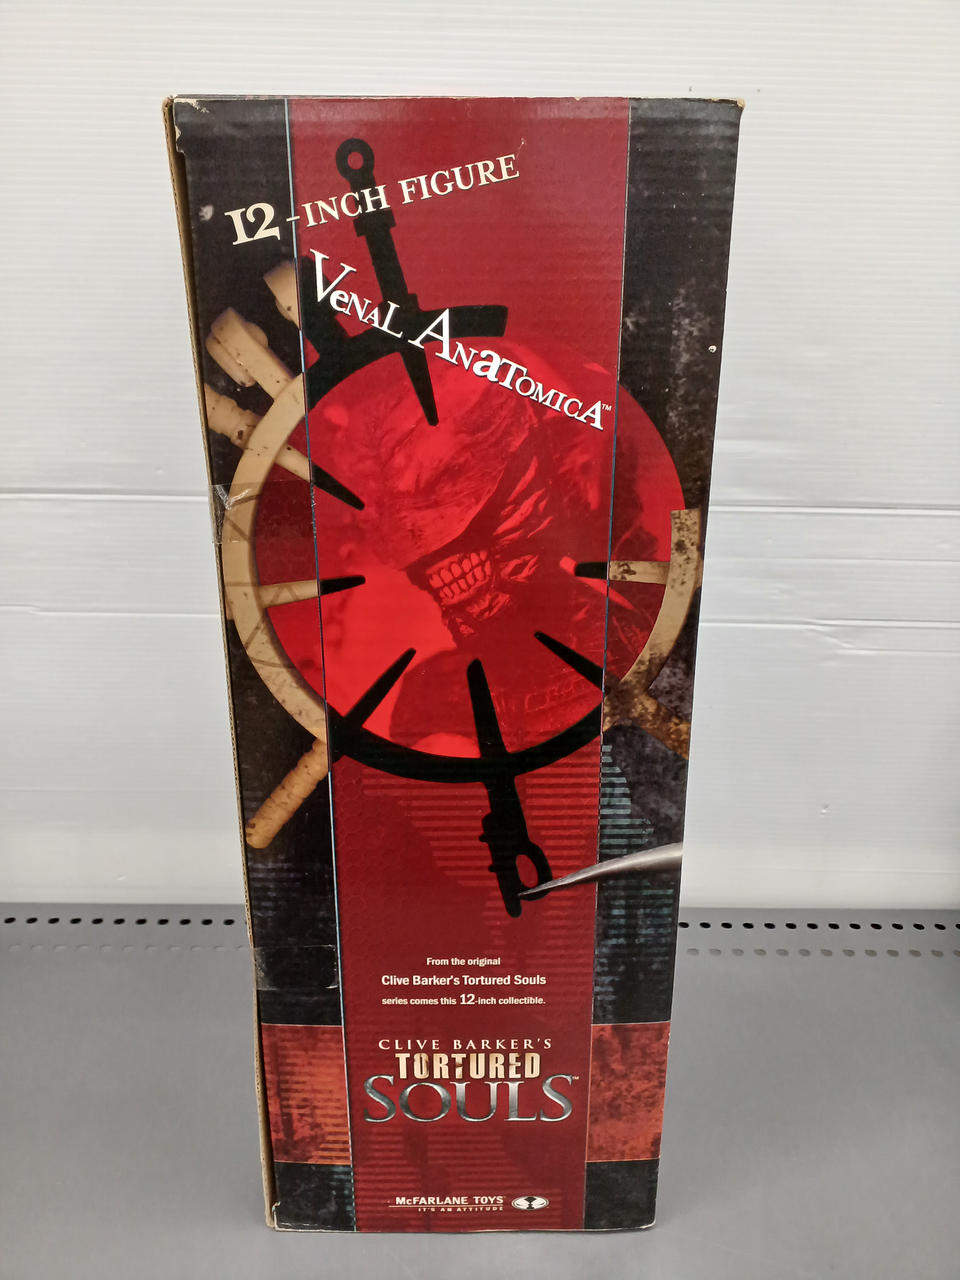 12-INCH FIGURE
VeNAL ANaTOMICA™
From the original
Clive Barker's Tortured Souls
series comes this 12-inch collectible.
CLIVE BARKER'S
TORTURED
SOULS™
McFARLANE TOYS
IT'S AN ATTITUDE